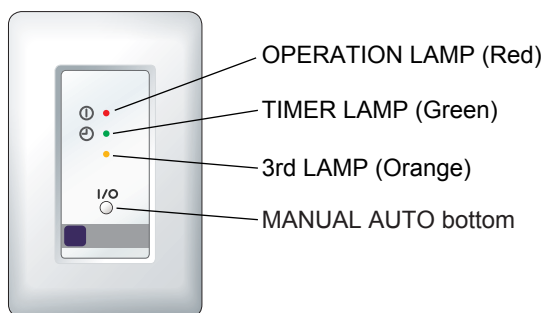 OPERATION LAMP (Red)
TIMER LAMP (Green)
3rd LAMP (Orange)
I/O
MANUAL AUTO bottom